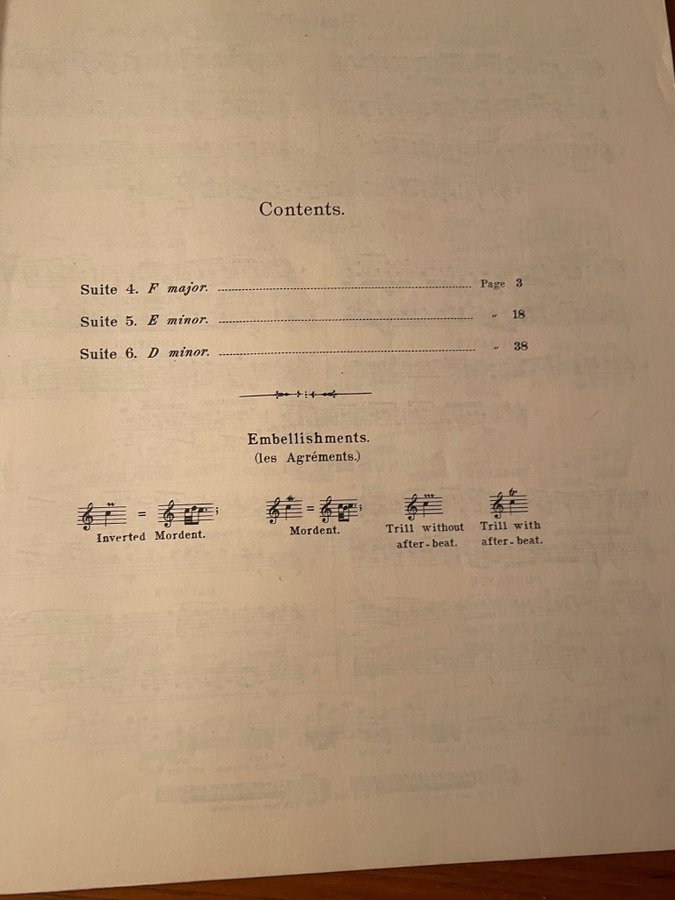 Contents.
Suite 4. F major. Page 3
Suite 5. E minor. " 18
Suite 6. D minor. " 38
Embellishments.
(les Agréments.)
= ; = ;
Inverted Mordent. Mordent. Trill without after-beat. Trill with after-beat.